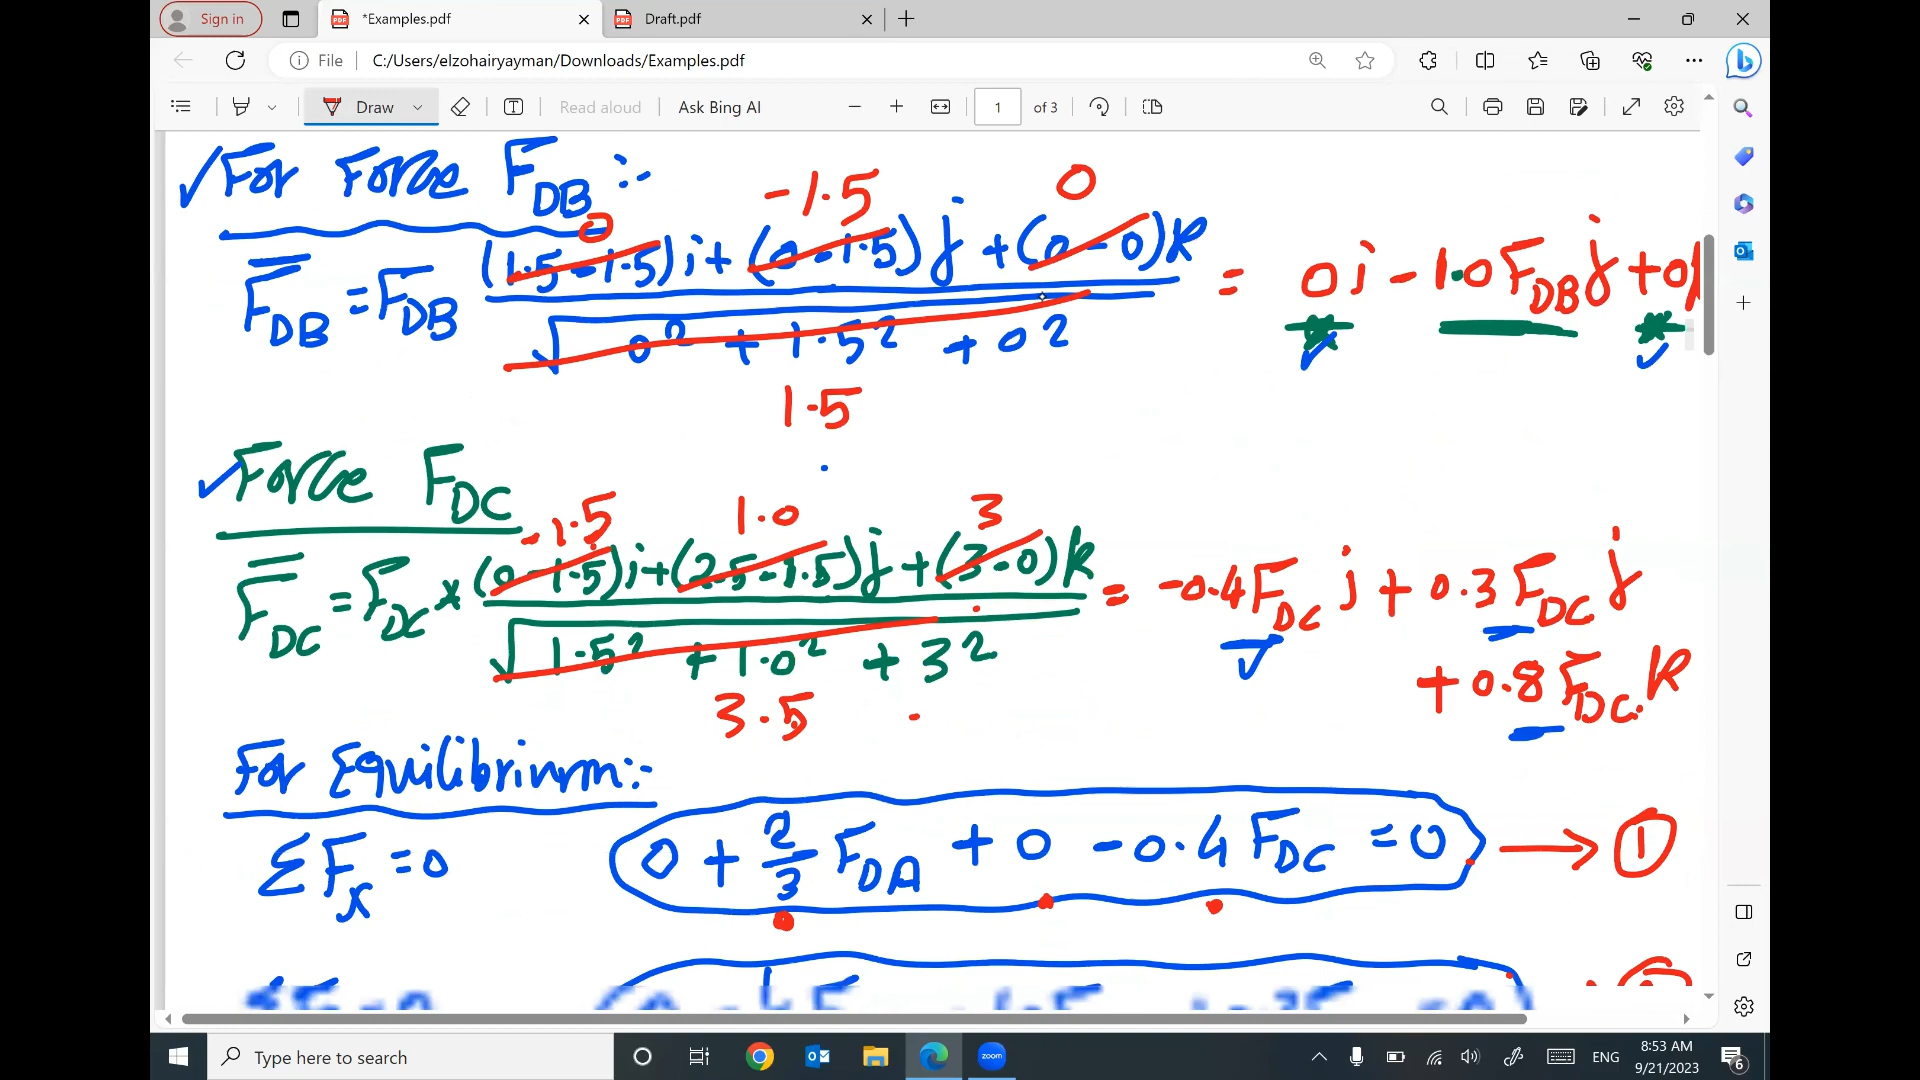 Sign in
*Examples.pdf
Draft.pdf
File
C:/Users/elzohairyayman/Downloads/Examples.pdf
Draw
Read aloud
Ask Bing AI
1
of 3
✓For Force F_DB :-
-1.5
0
0
F_DB = F_DB (1.5-1.5)i+(0-1.5)j+(0-0)k
= 0i - 1.0 F_DB j + 0
√ 0² + 1.5² + 0²
1.5
✓Force F_DC
-1.5
1.0
3
F_DC = F_DC * (0-1.5)i+(2.5-1.5)j+(3-0)k
= -0.4 F_DC i + 0.3 F_DC j
√ 1.5² + 1.0² + 3²
+ 0.8 F_DC k
3.5
For Equilibrium:-
ΣF_x = 0
0 + 2/3 F_DA + 0 - 0.4 F_DC = 0 → ①
Type here to search
zoom
ENG
8:53 AM
9/21/2023
6